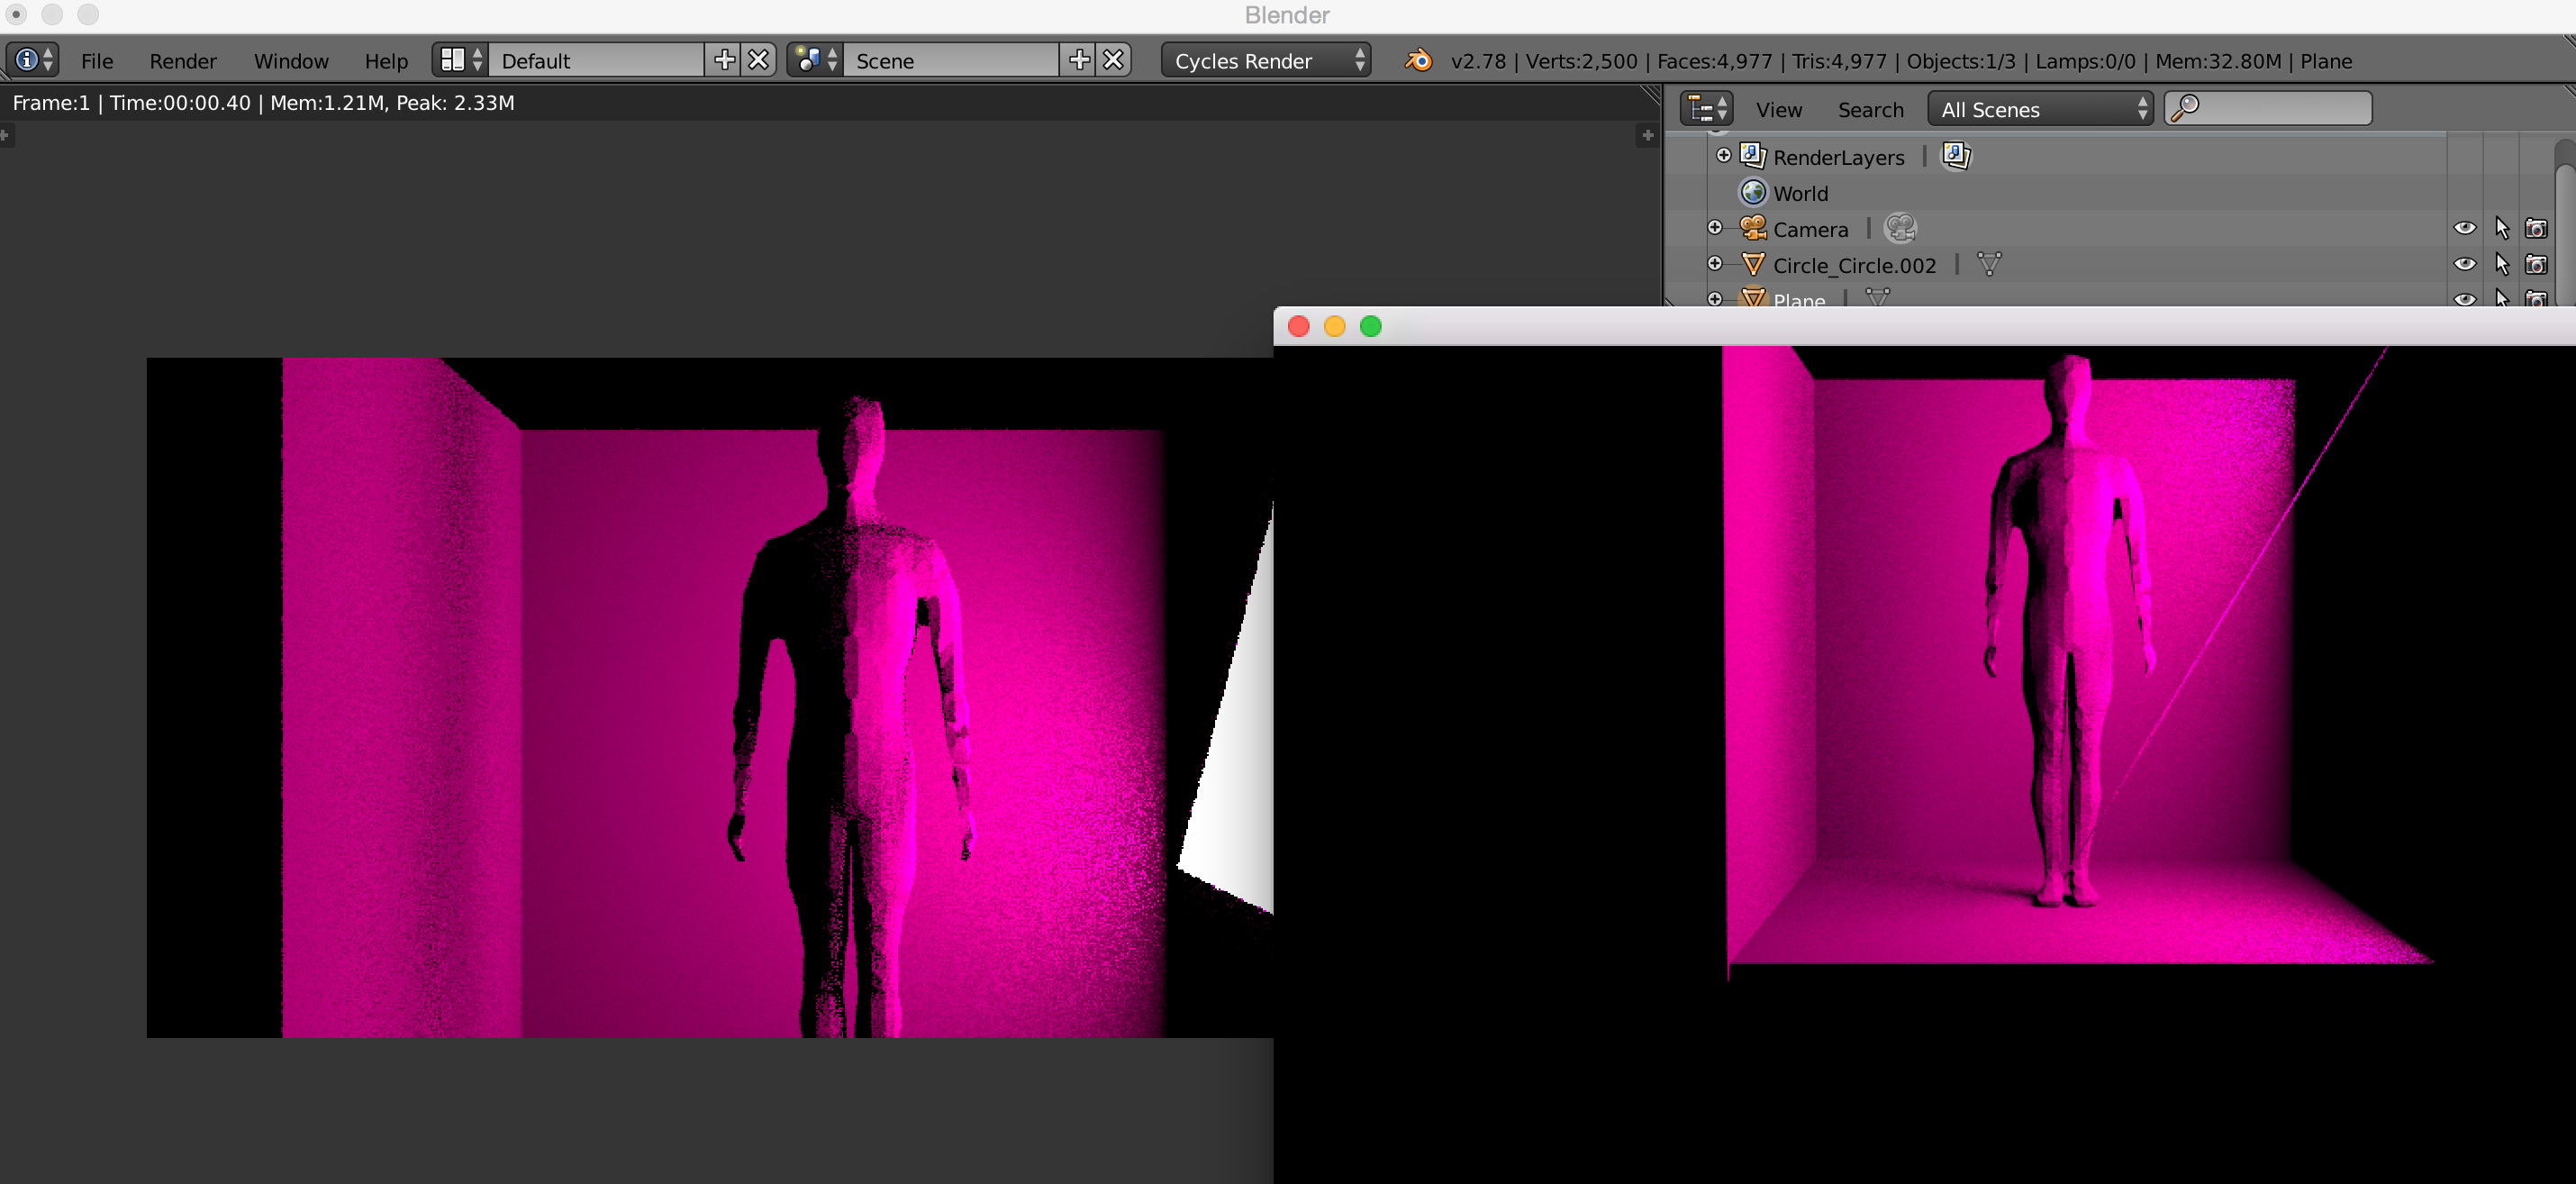 Blender
File Render Window Help Default Scene Cycles Render v2.78 | Verts:2,500 | Faces:4,977 | Tris:4,977 | Objects:1/3 | Lamps:0/0 | Mem:32.80M | Plane
Frame:1 | Time:00:00.40 | Mem:1.21M, Peak: 2.33M
View Search All Scenes
RenderLayers
World
Camera
Circle_Circle.002
Plane